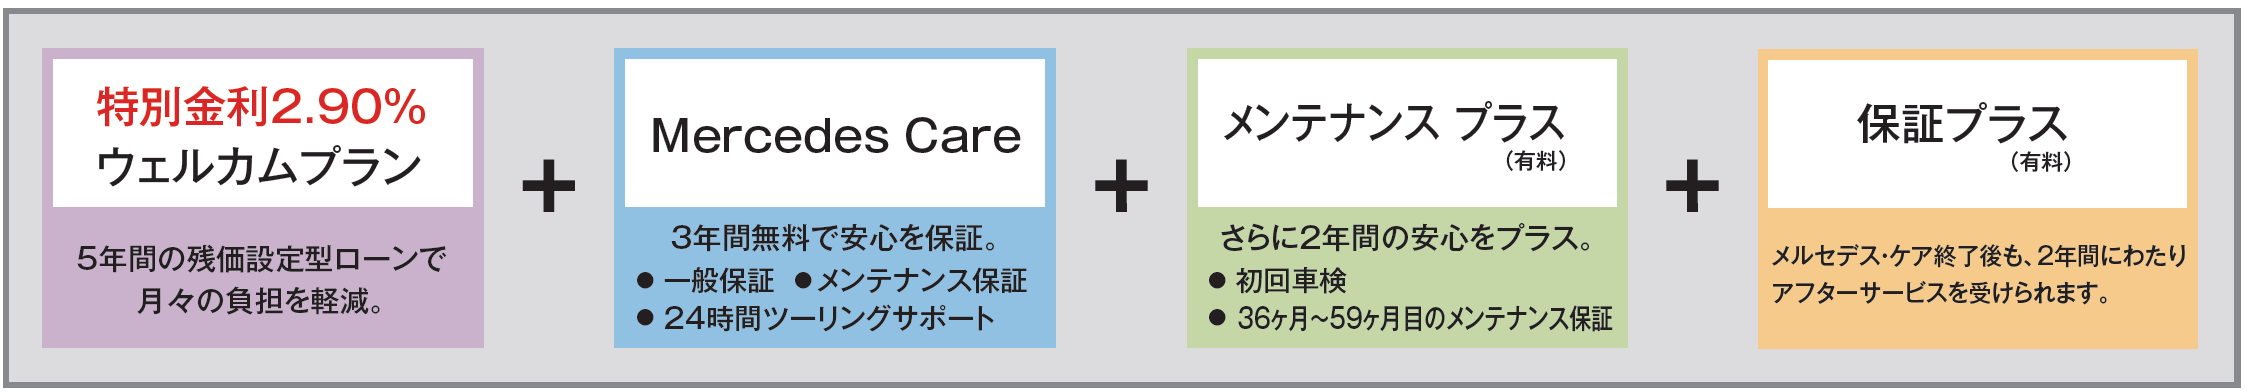 特別金利2.90%
ウェルカムプラン
5年間の残価設定型ローンで
月々の負担を軽減。
+
Mercedes Care
3年間無料で安心を保証。
● 一般保証 ● メンテナンス保証
● 24時間ツーリングサポート
+
メンテナンス プラス
（有料）
さらに2年間の安心をプラス。
● 初回車検
● 36ヶ月〜59ヶ月目のメンテナンス保証
+
保証プラス
（有料）
メルセデス・ケア終了後も、2年間にわたり
アフターサービスを受けられます。